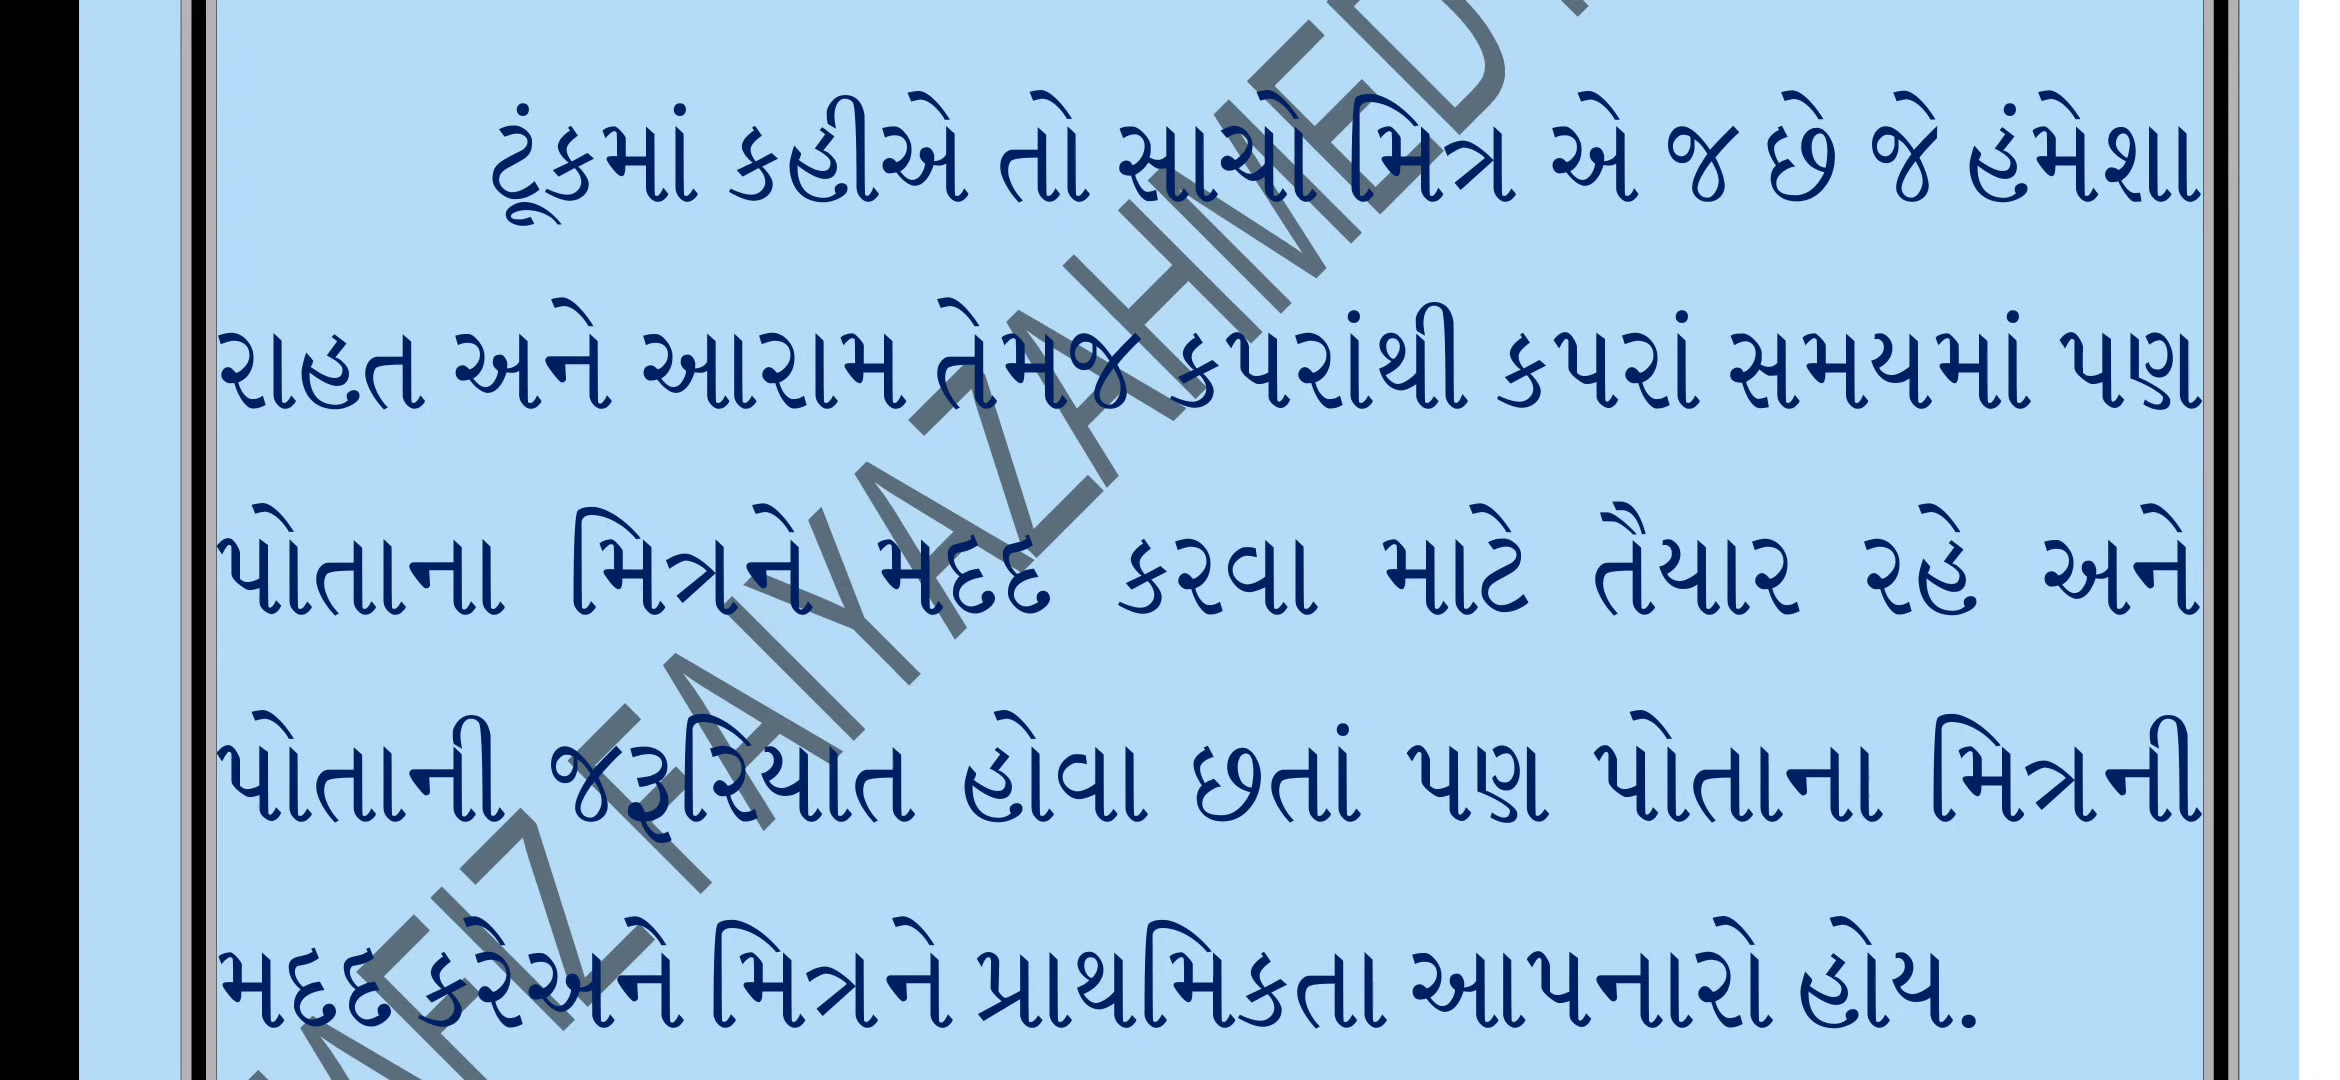 ટૂંકમાં કહીએ તો સાચો મિત્ર એ જ છે જે હંમેશા
રાહત અને આરામ તેમજ કપરાંથી કપરાં સમયમાં પણ
પોતાના મિત્રને મદદ કરવા માટે તૈયાર રહે અને
પોતાની જરૂરિયાત હોવા છતાં પણ પોતાના મિત્રની
મદદ કરેઅને મિત્રને પ્રાથમિકતા આપનારો હોય.
FAIYAZAHMED